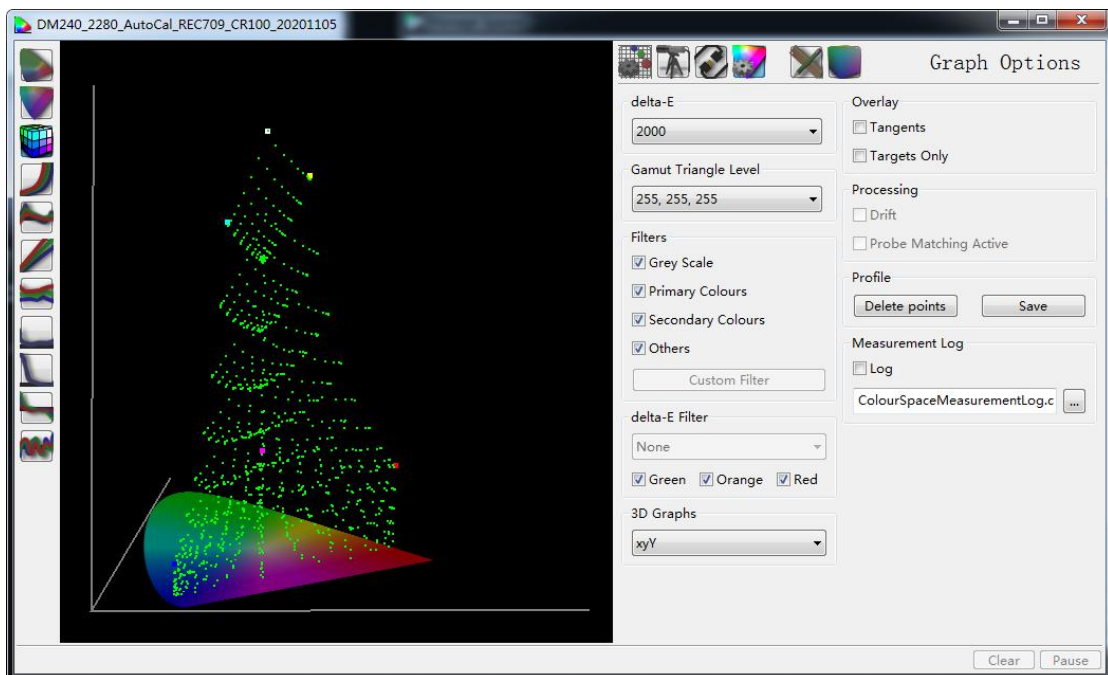 DM240_2280_AutoCal_REC709_CR100_20201105
Graph Options
delta-E
2000
Gamut Triangle Level
255, 255, 255
Filters
Grey Scale
Primary Colours
Secondary Colours
Others
Custom Filter
delta-E Filter
None
Green
Orange
Red
3D Graphs
xyY
Overlay
Tangents
Targets Only
Processing
Drift
Probe Matching Active
Profile
Delete points
Save
Measurement Log
Log
ColourSpaceMeasurementLog.c
...
Clear
Pause